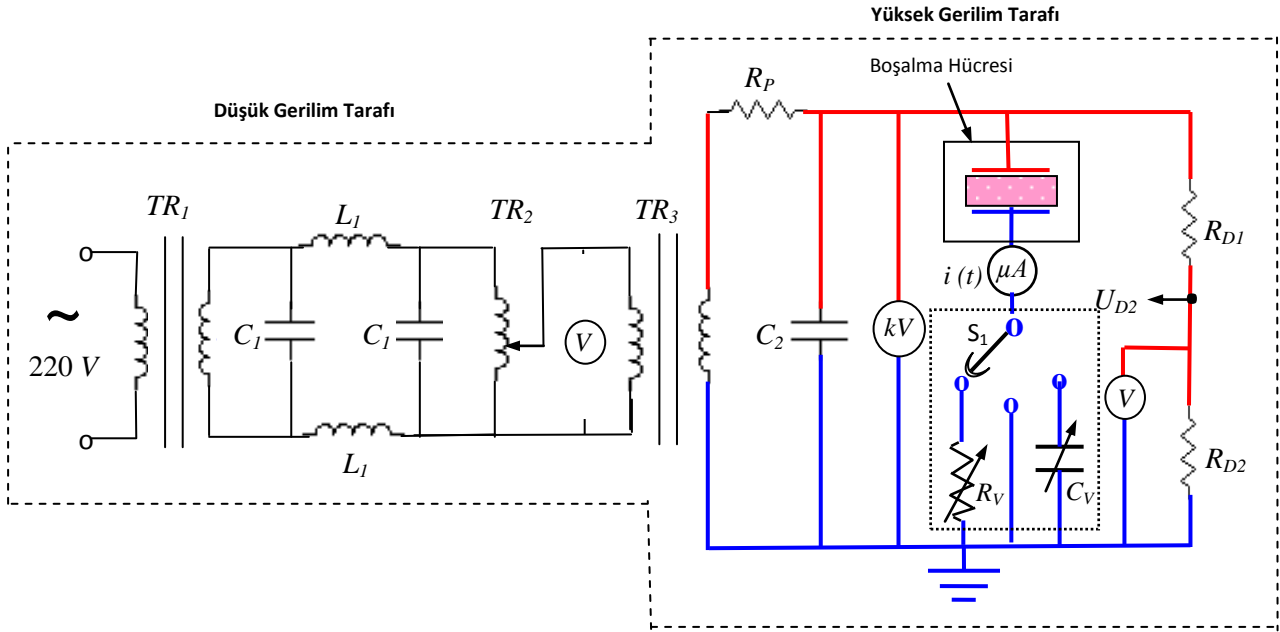 Yüksek Gerilim Tarafı
Boşalma Hücresi
R_P
Düşük Gerilim Tarafı
TR_1
L_1
TR_2
TR_3
R_D1
i (t)
μA
U_D2
~
220 V
C_1
C_1
V
C_2
kV
S_1
V
L_1
R_V
C_V
R_D2